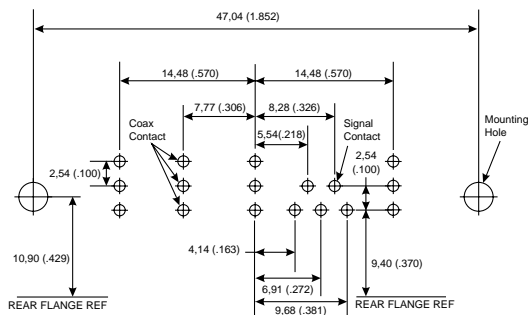 47,04 (1.852)
14,48 (.570)
14,48 (.570)
7,77 (.306)
8,28 (.326)
Coax
Contact
Signal
Contact
Mounting
Hole
5,54(.218)
2,54
(.100)
2,54
(.100)
10,90 (.429)
4,14 (.163)
9,40 (.370)
6,91 (.272)
REAR FLANGE REF
REAR FLANGE REF
9,68 (.381)